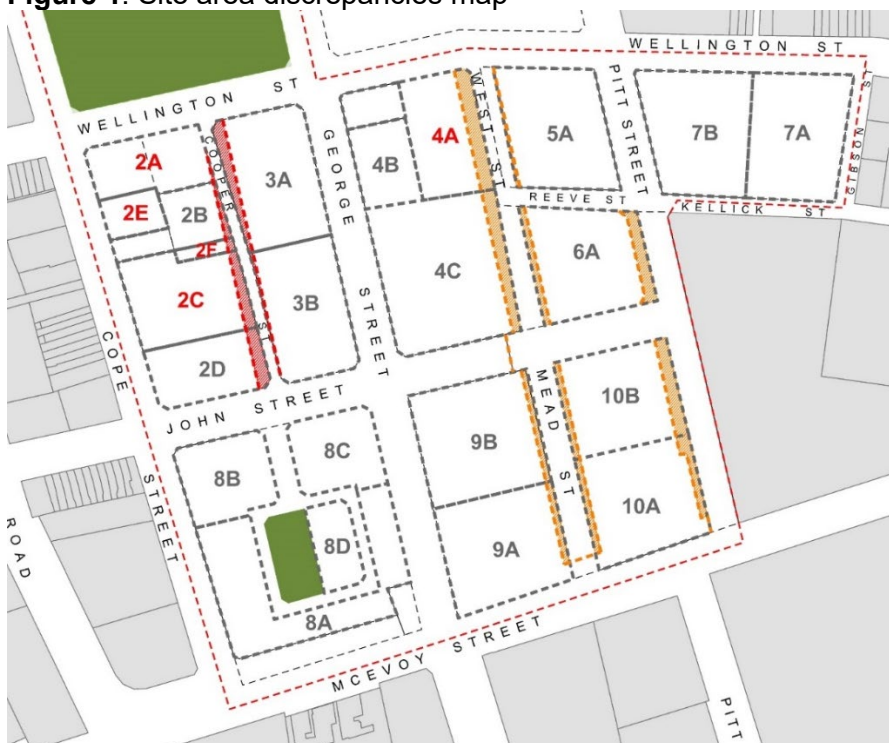 Figure 1: Site area discrepancies map
WELLINGTON ST
WELLINGTON ST
PITT STREET
WEST ST
GEORGE STREET
COOPER ST
GIBSON ST
2A
3A
4A
4B
5A
7B
7A
2E
2B
REEVE ST
KELLICK ST
2F
2C
3B
4C
6A
COPE STREET
2D
JOHN STREET
MEAD ST
10B
8B
8C
9B
10A
ROAD
8D
9A
8A
MCEVOY STREET
PITT